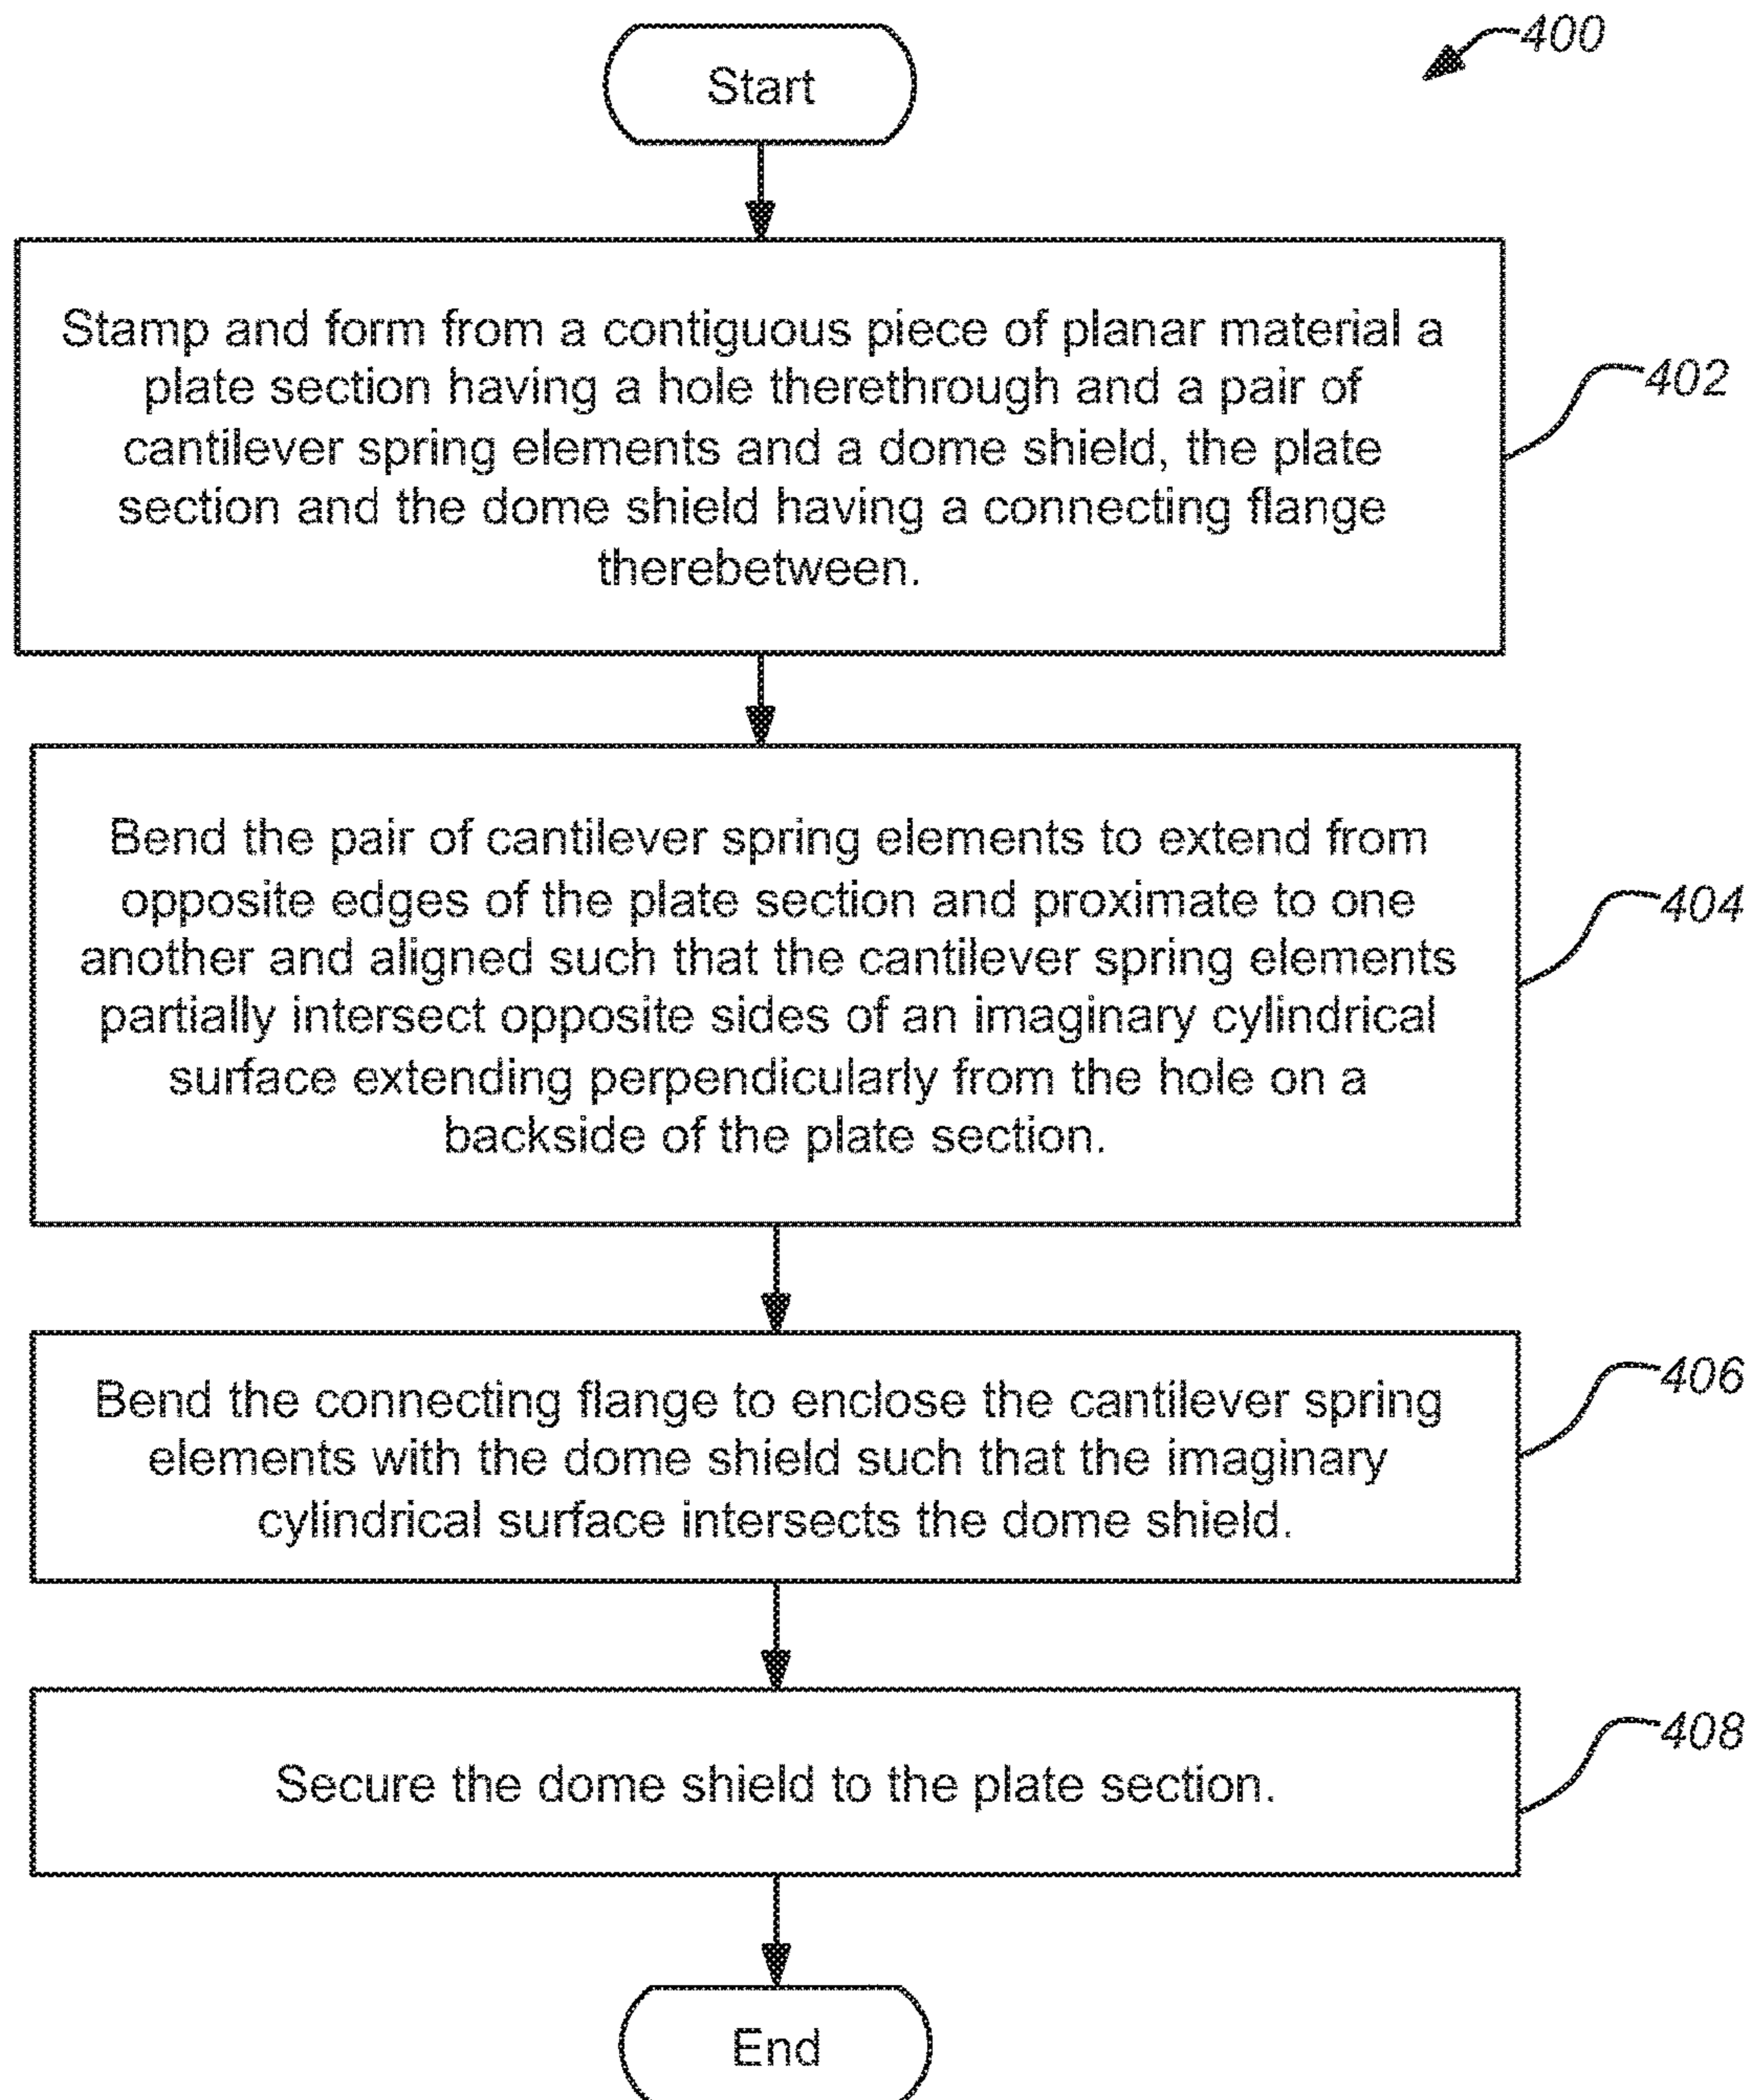 400
Start
Stamp and form from a contiguous piece of planar material a
plate section having a hole therethrough and a pair of
cantilever spring elements and a dome shield, the plate
section and the dome shield having a connecting flange
therebetween.
402
Bend the pair of cantilever spring elements to extend from
opposite edges of the plate section and proximate to one
another and aligned such that the cantilever spring elements
partially intersect opposite sides of an imaginary cylindrical
surface extending perpendicularly from the hole on a
backside of the plate section.
404
Bend the connecting flange to enclose the cantilever spring
elements with the dome shield such that the imaginary
cylindrical surface intersects the dome shield.
406
Secure the dome shield to the plate section.
408
End